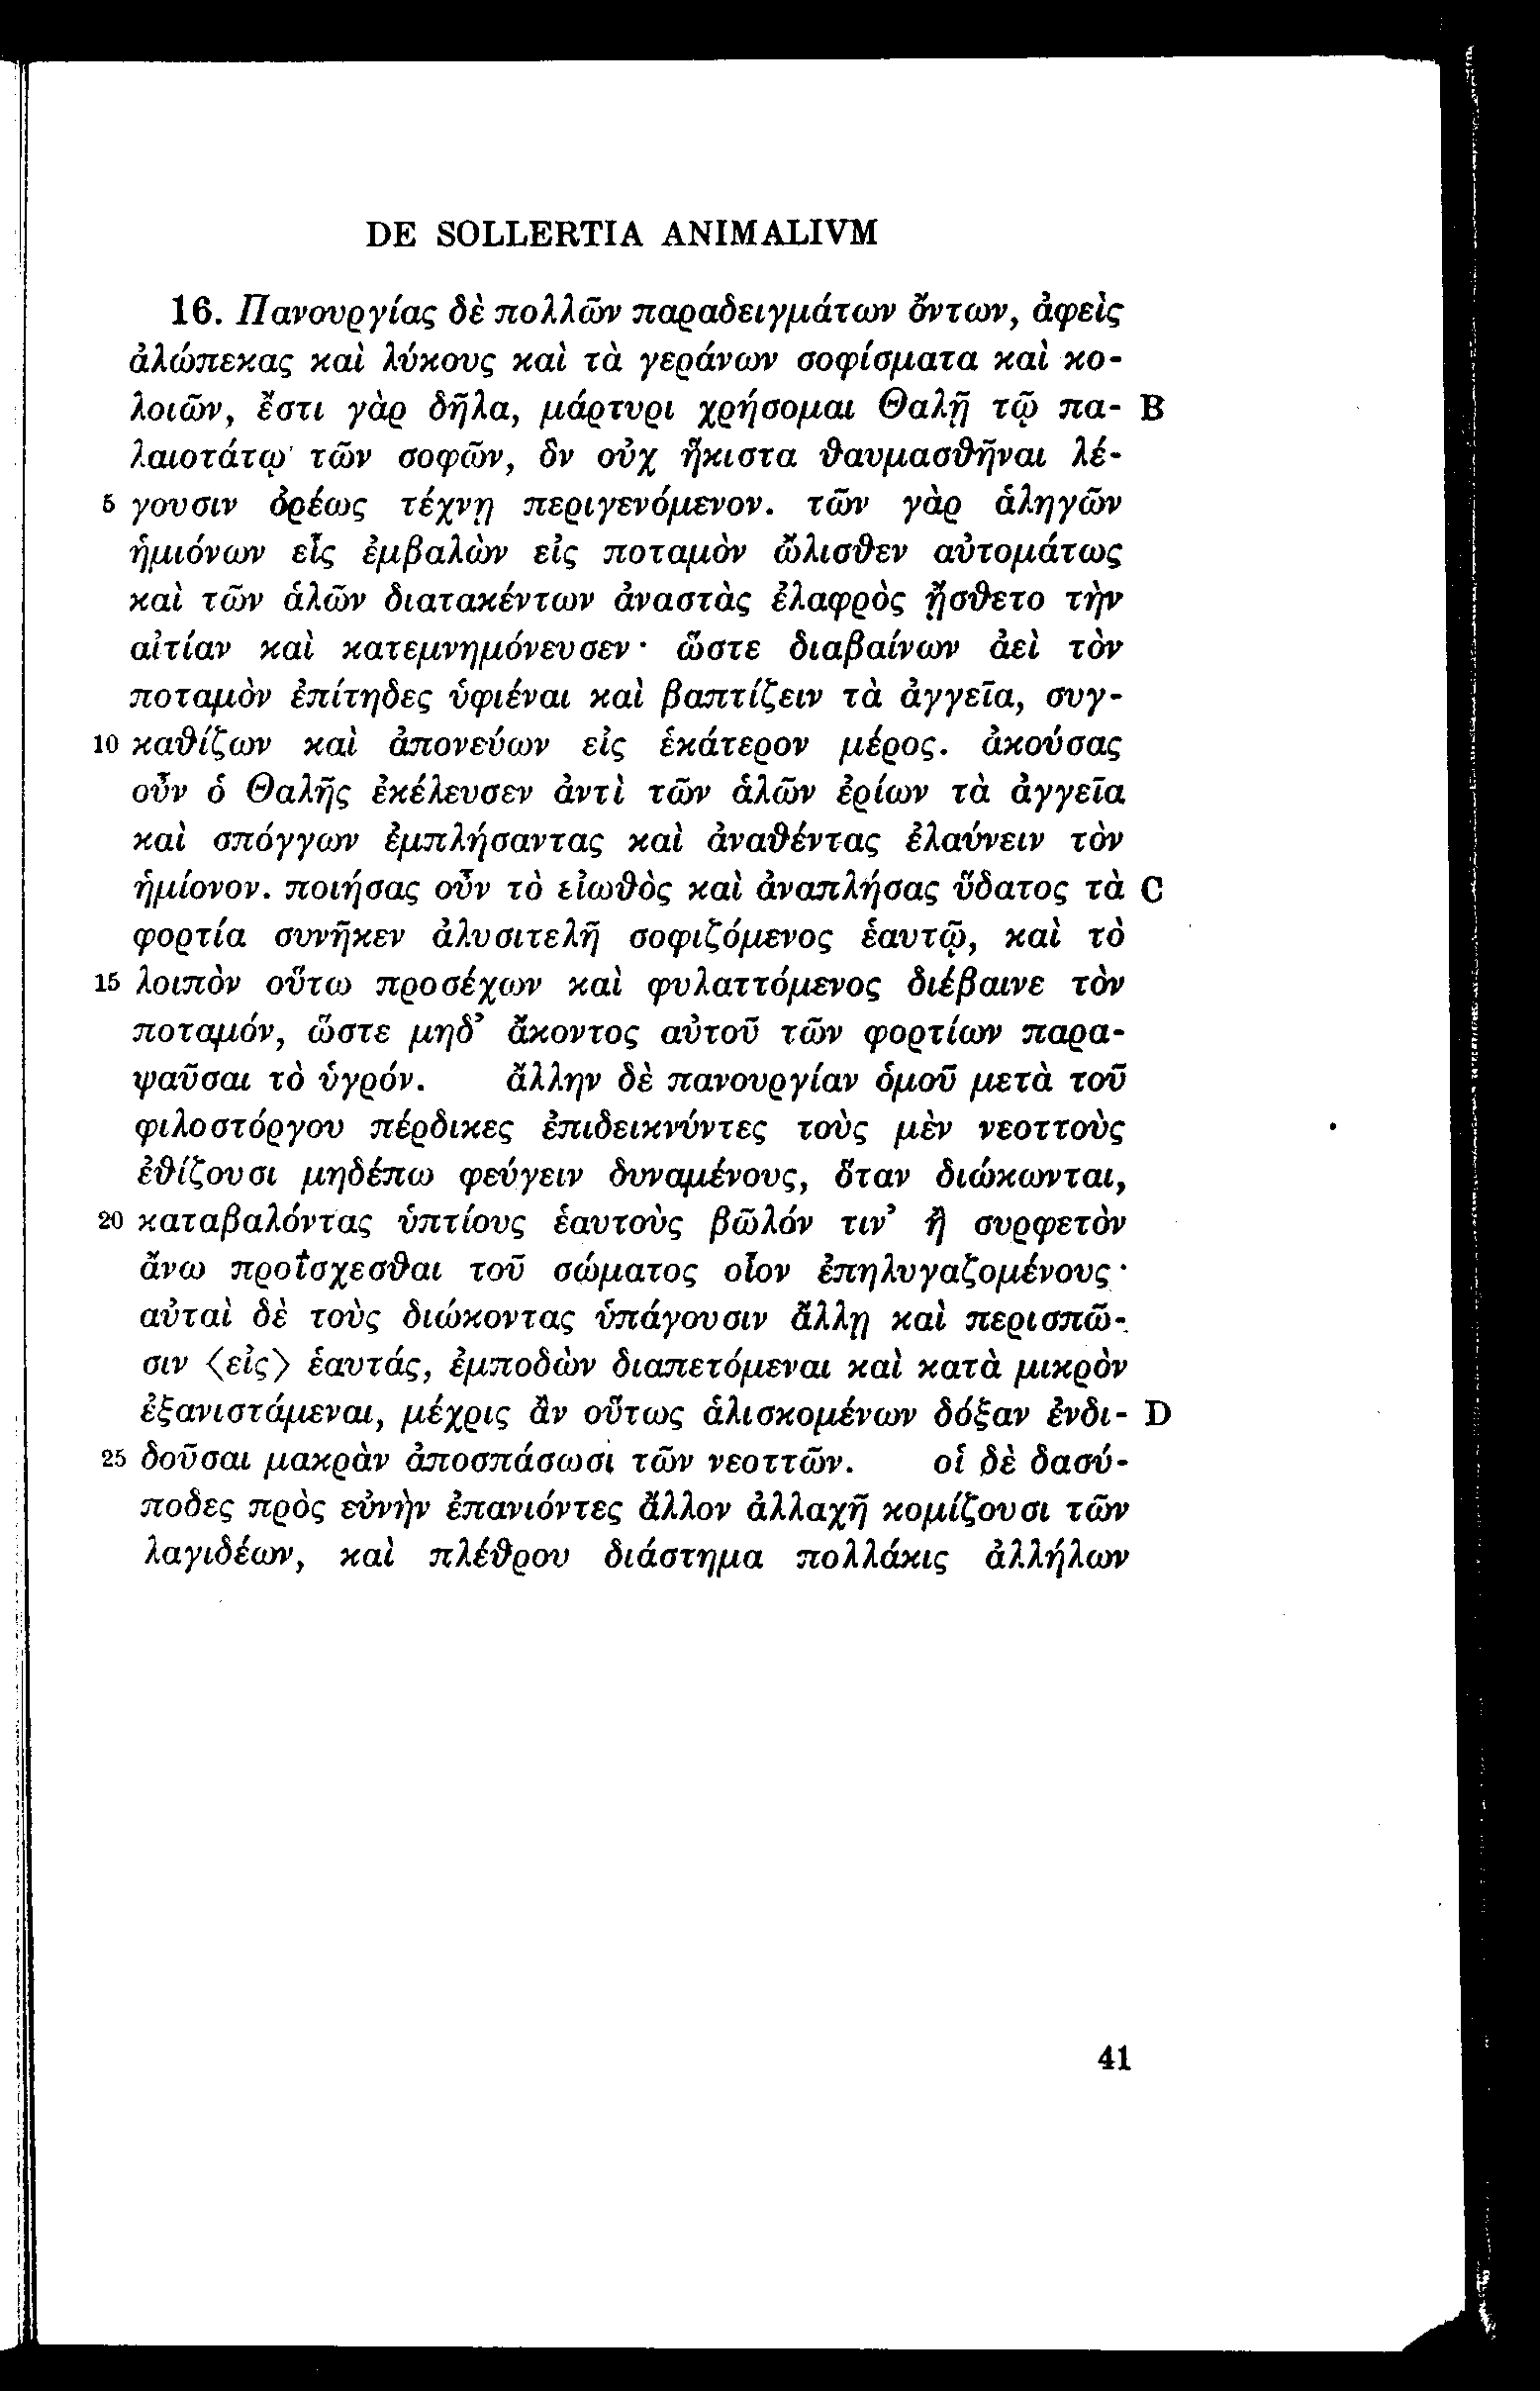 DE SOLLERTIA ANIMALIVM
16. Πανουργίας δὲ πολλῶν παραδειγμάτων ὄντων, ἀφεὶς
ἀλώπεκας καὶ λύκους καὶ τὰ γεράνων σοφίσματα καὶ κο-
λοιῶν, ἔστι γὰρ δῆλα, μάρτυρι χρήσομαι Θαλῇ τῷ πα- B
λαιοτάτῳ τῶν σοφῶν, ὃν οὐχ ἥκιστα θαυμασθῆναι λέ-
5 γουσιν ὀρέως τέχνῃ περιγενόμενον. τῶν γὰρ ἁληγῶν
ἡμιόνων εἷς ἐμβαλὼν εἰς ποταμὸν ὤλισθεν αὐτομάτως
καὶ τῶν ἁλῶν διατακέντων ἀναστὰς ἐλαφρὸς ᾔσθετο τὴν
αἰτίαν καὶ κατεμνημόνευσεν· ὥστε διαβαίνων ἀεὶ τὸν
ποταμὸν ἐπίτηδες ὑφιέναι καὶ βαπτίζειν τὰ ἀγγεῖα, συγ-
10 καθίζων καὶ ἀπονεύων εἰς ἑκάτερον μέρος. ἀκούσας
οὖν ὁ Θαλῆς ἐκέλευσεν ἀντὶ τῶν ἁλῶν ἐρίων τὰ ἀγγεῖα
καὶ σπόγγων ἐμπλήσαντας καὶ ἀναθέντας ἐλαύνειν τὸν
ἡμίονον. ποιήσας οὖν τὸ εἰωθὸς καὶ ἀναπλήσας ὕδατος τὰ C
φορτία συνῆκεν ἀλυσιτελῆ σοφιζόμενος ἑαυτῷ, καὶ τὸ
15 λοιπὸν οὕτω προσέχων καὶ φυλαττόμενος διέβαινε τὸν
ποταμόν, ὥστε μηδ’ ἄκοντος αὐτοῦ τῶν φορτίων παρα-
ψαῦσαι τὸ ὑγρόν. ἄλλην δὲ πανουργίαν ὁμοῦ μετὰ τοῦ
φιλοστόργου πέρδικες ἐπιδεικνύντες τοὺς μὲν νεοττοὺς
ἐθίζουσι μηδέπω φεύγειν δυναμένους, ὅταν διώκωνται,
20 καταβαλόντας ὑπτίους ἑαυτοὺς βῶλόν τιν’ ἢ συρφετὸν
ἄνω προΐσχεσθαι τοῦ σώματος οἷον ἐπηλυγαζομένους·
αὐταὶ δὲ τοὺς διώκοντας ὑπάγουσιν ἄλλῃ καὶ περισπῶ-
σιν ⟨εἰς⟩ ἑαυτάς, ἐμποδὼν διαπετόμεναι καὶ κατὰ μικρὸν
ἐξανιστάμεναι, μέχρις ἂν οὕτως ἁλισκομένων δόξαν ἐνδι- D
25 δοῦσαι μακρὰν ἀποσπάσωσι τῶν νεοττῶν. οἱ δὲ δασύ-
ποδες πρὸς εὐνὴν ἐπανιόντες ἄλλον ἀλλαχῆ κομίζουσι τῶν
λαγιδέων, καὶ πλέθρου διάστημα πολλάκις ἀλλήλων
41